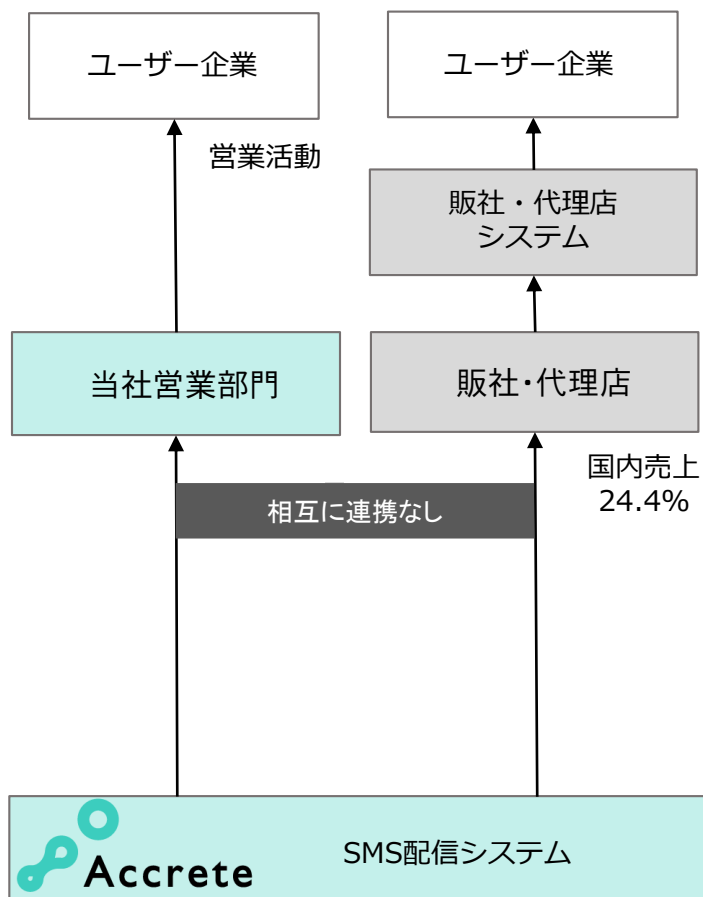 ユーザー企業
ユーザー企業
営業活動
販社・代理店
システム
当社営業部門
販社・代理店
国内売上
24.4%
相互に連携なし
Accrete
SMS配信システム